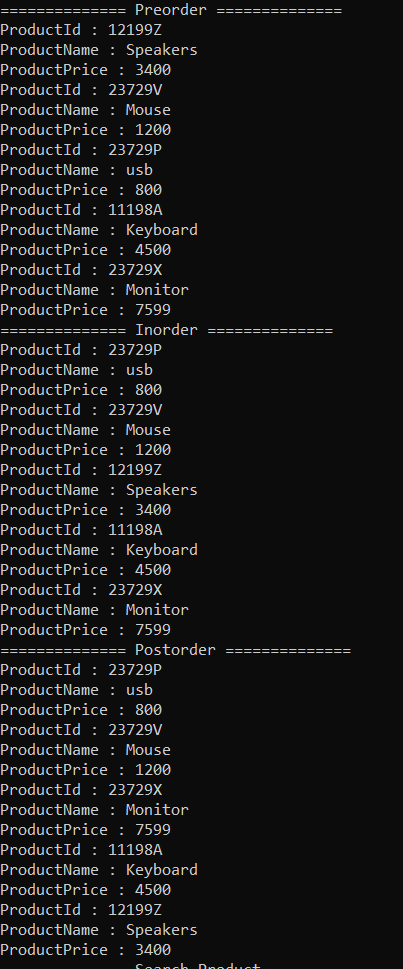 ============== Preorder ==============
ProductId : 12199Z
ProductName : Speakers
ProductPrice : 3400
ProductId : 23729V
ProductName : Mouse
ProductPrice : 1200
ProductId : 23729P
ProductName : usb
ProductPrice : 800
ProductId : 11198A
ProductName : Keyboard
ProductPrice : 4500
ProductId : 23729X
ProductName : Monitor
ProductPrice : 7599
============== Inorder ==============
ProductId : 23729P
ProductName : usb
ProductPrice : 800
ProductId : 23729V
ProductName : Mouse
ProductPrice : 1200
ProductId : 12199Z
ProductName : Speakers
ProductPrice : 3400
ProductId : 11198A
ProductName : Keyboard
ProductPrice : 4500
ProductId : 23729X
ProductName : Monitor
ProductPrice : 7599
============== Postorder ==============
ProductId : 23729P
ProductName : usb
ProductPrice : 800
ProductId : 23729V
ProductName : Mouse
ProductPrice : 1200
ProductId : 23729X
ProductName : Monitor
ProductPrice : 7599
ProductId : 11198A
ProductName : Keyboard
ProductPrice : 4500
ProductId : 12199Z
ProductName : Speakers
ProductPrice : 3400
Search Product